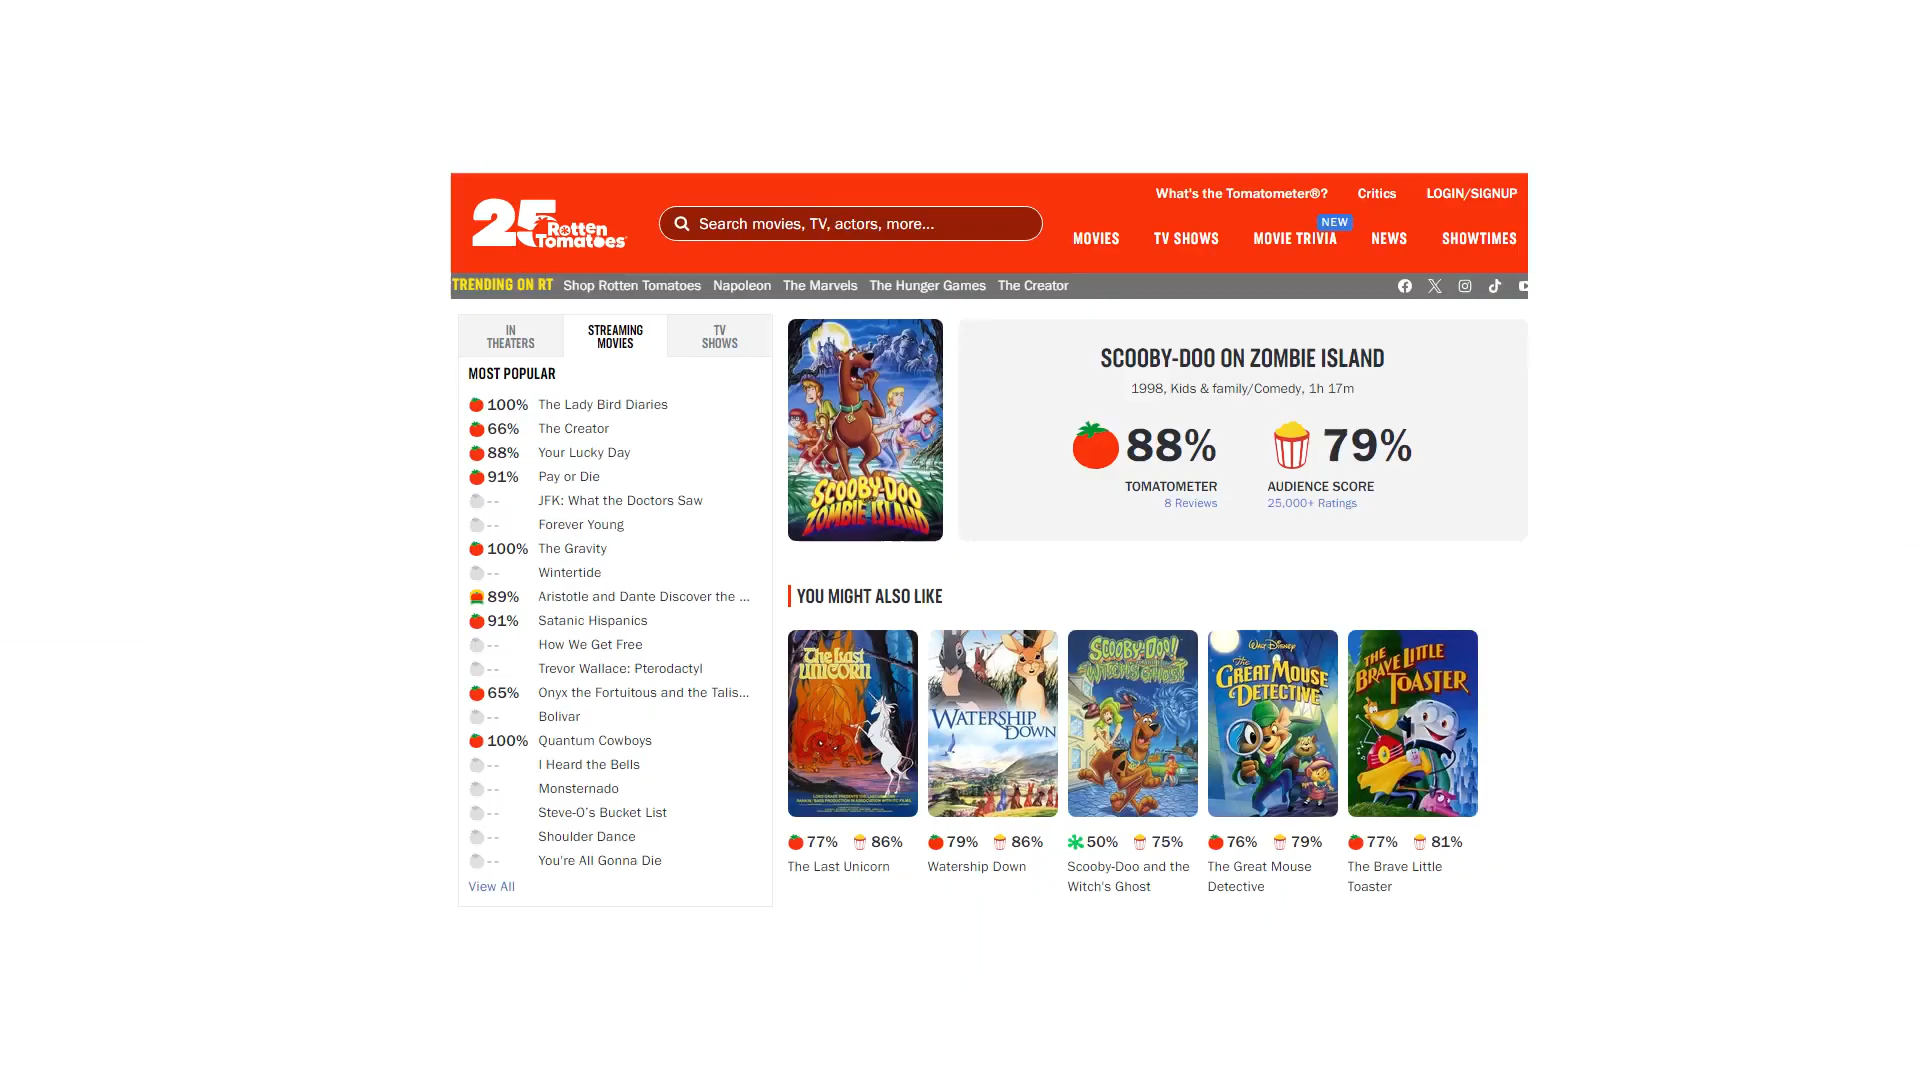 What's the Tomatometer®? Critics LOGIN/SIGNUP
25 Rotten Tomatoes
Search movies, TV, actors, more...
NEW
MOVIES TV SHOWS MOVIE TRIVIA NEWS SHOWTIMES
TRENDING ON RT Shop Rotten Tomatoes Napoleon The Marvels The Hunger Games The Creator
IN THEATERS
STREAMING MOVIES
TV SHOWS
MOST POPULAR
100% The Lady Bird Diaries
66% The Creator
88% Your Lucky Day
91% Pay or Die
-- JFK: What the Doctors Saw
-- Forever Young
100% The Gravity
-- Wintertide
89% Aristotle and Dante Discover the ...
91% Satanic Hispanics
-- How We Get Free
-- Trevor Wallace: Pterodactyl
65% Onyx the Fortuitous and the Talis...
-- Bolivar
100% Quantum Cowboys
-- I Heard the Bells
-- Monsternado
-- Steve-O's Bucket List
-- Shoulder Dance
-- You're All Gonna Die
View All
SCOOBY-DOO
ZOMBIE ISLAND
SCOOBY-DOO ON ZOMBIE ISLAND
1998, Kids & family/Comedy, 1h 17m
88% 79%
TOMATOMETER AUDIENCE SCORE
8 Reviews 25,000+ Ratings
YOU MIGHT ALSO LIKE
The Last
UNICORN
WATERSHIP
DOWN
SCOOBY-DOO!
WITCH'S GHOST
WALT DISNEY
The
GREAT MOUSE
DETECTIVE
THE
BRAVE LITTLE
TOASTER
77% 86%
The Last Unicorn
79% 86%
Watership Down
50% 75%
Scooby-Doo and the
Witch's Ghost
76% 79%
The Great Mouse
Detective
77% 81%
The Brave Little
Toaster